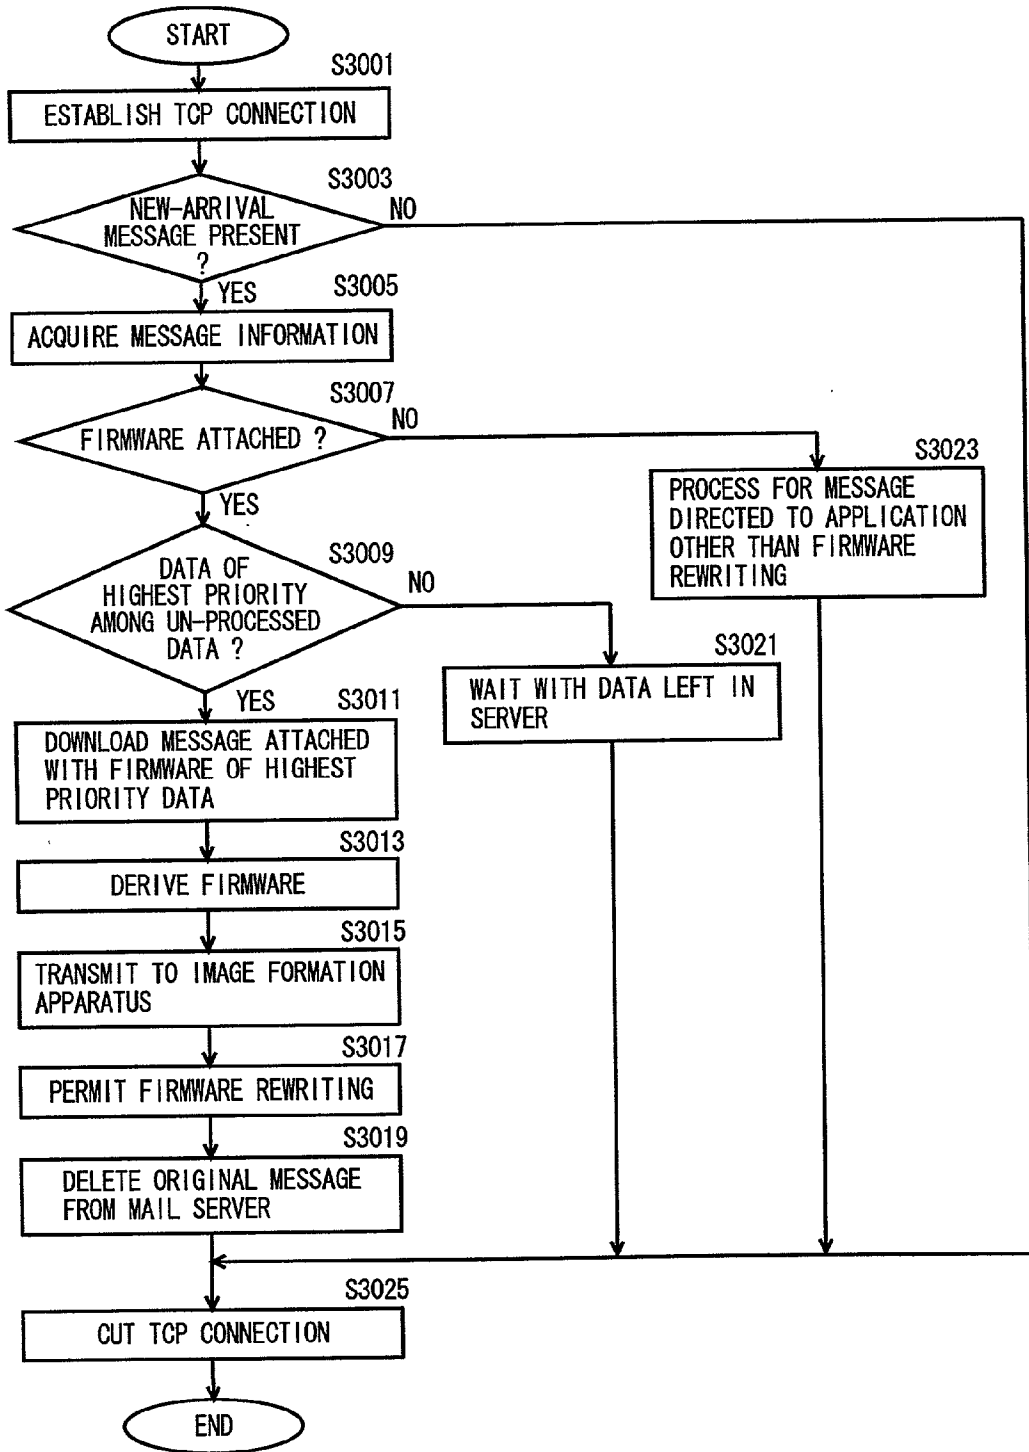 START
S3001
ESTABLISH TCP CONNECTION
S3003
NEW-ARRIVAL
MESSAGE PRESENT
?
NO
YES
S3005
ACQUIRE MESSAGE INFORMATION
S3007
FIRMWARE ATTACHED ?
NO
YES
S3023
PROCESS FOR MESSAGE
DIRECTED TO APPLICATION
OTHER THAN FIRMWARE
REWRITING
S3009
DATA OF
HIGHEST PRIORITY
AMONG UN-PROCESSED
DATA ?
NO
YES
S3021
WAIT WITH DATA LEFT IN
SERVER
S3011
DOWNLOAD MESSAGE ATTACHED
WITH FIRMWARE OF HIGHEST
PRIORITY DATA
S3013
DERIVE FIRMWARE
S3015
TRANSMIT TO IMAGE FORMATION
APPARATUS
S3017
PERMIT FIRMWARE REWRITING
S3019
DELETE ORIGINAL MESSAGE
FROM MAIL SERVER
S3025
CUT TCP CONNECTION
END